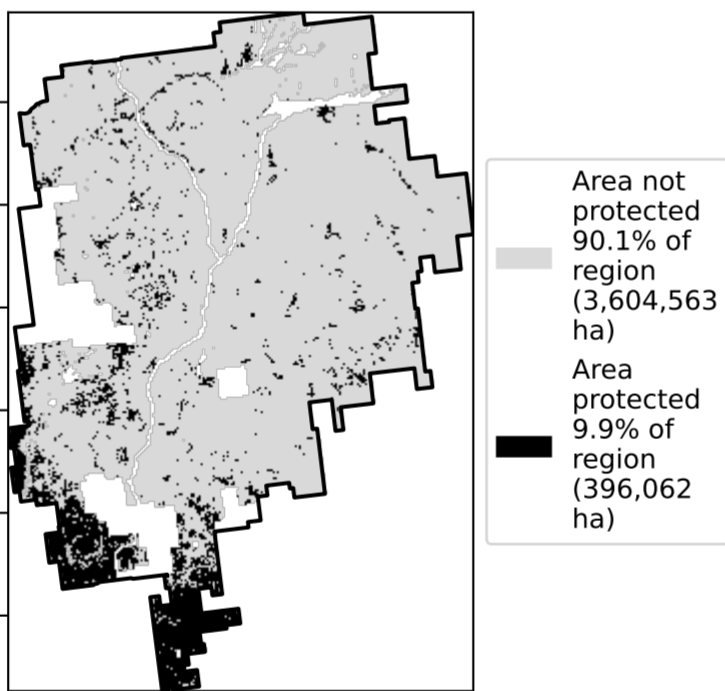 Area not
protected
90.1% of
region
(3,604,563
ha)
Area
protected
9.9% of
region
(396,062
ha)